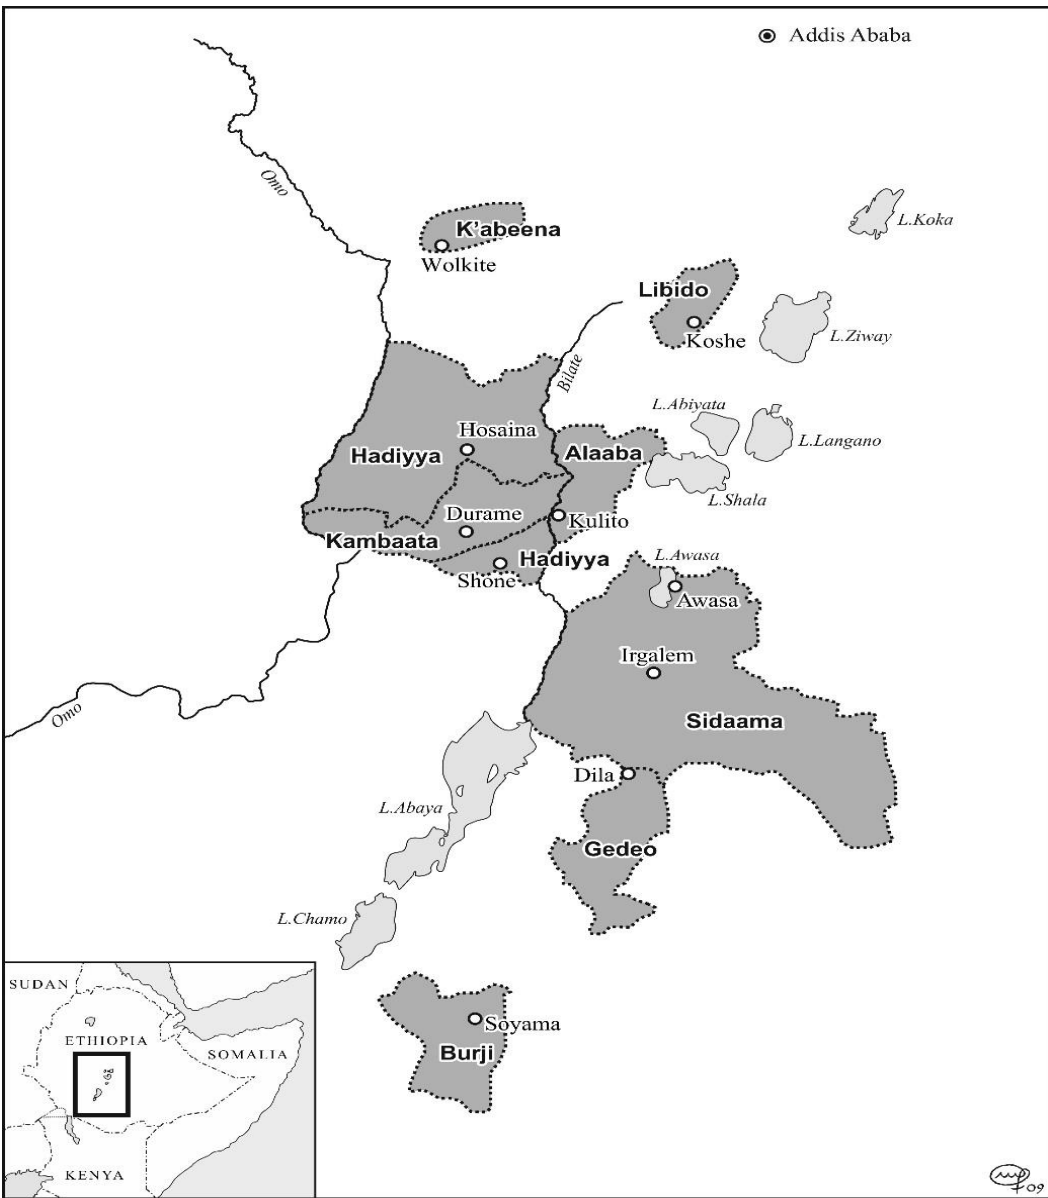 Addis Ababa
Omo
K'abeena
Wolkite
L.Koka
Libido
Koshe
L.Ziway
Bilate
L.Abiyata
L.Langano
Hosaina
Hadiyya
Alaaba
L.Shala
Durame
Kulito
Kambaata
Hadiyya
Shone
L.Awasa
Awasa
Irgalem
Omo
Sidaama
Dila
L.Abaya
Gedeo
L.Chamo
Soyama
Burji
SUDAN
ETHIOPIA
SOMALIA
KENYA
09